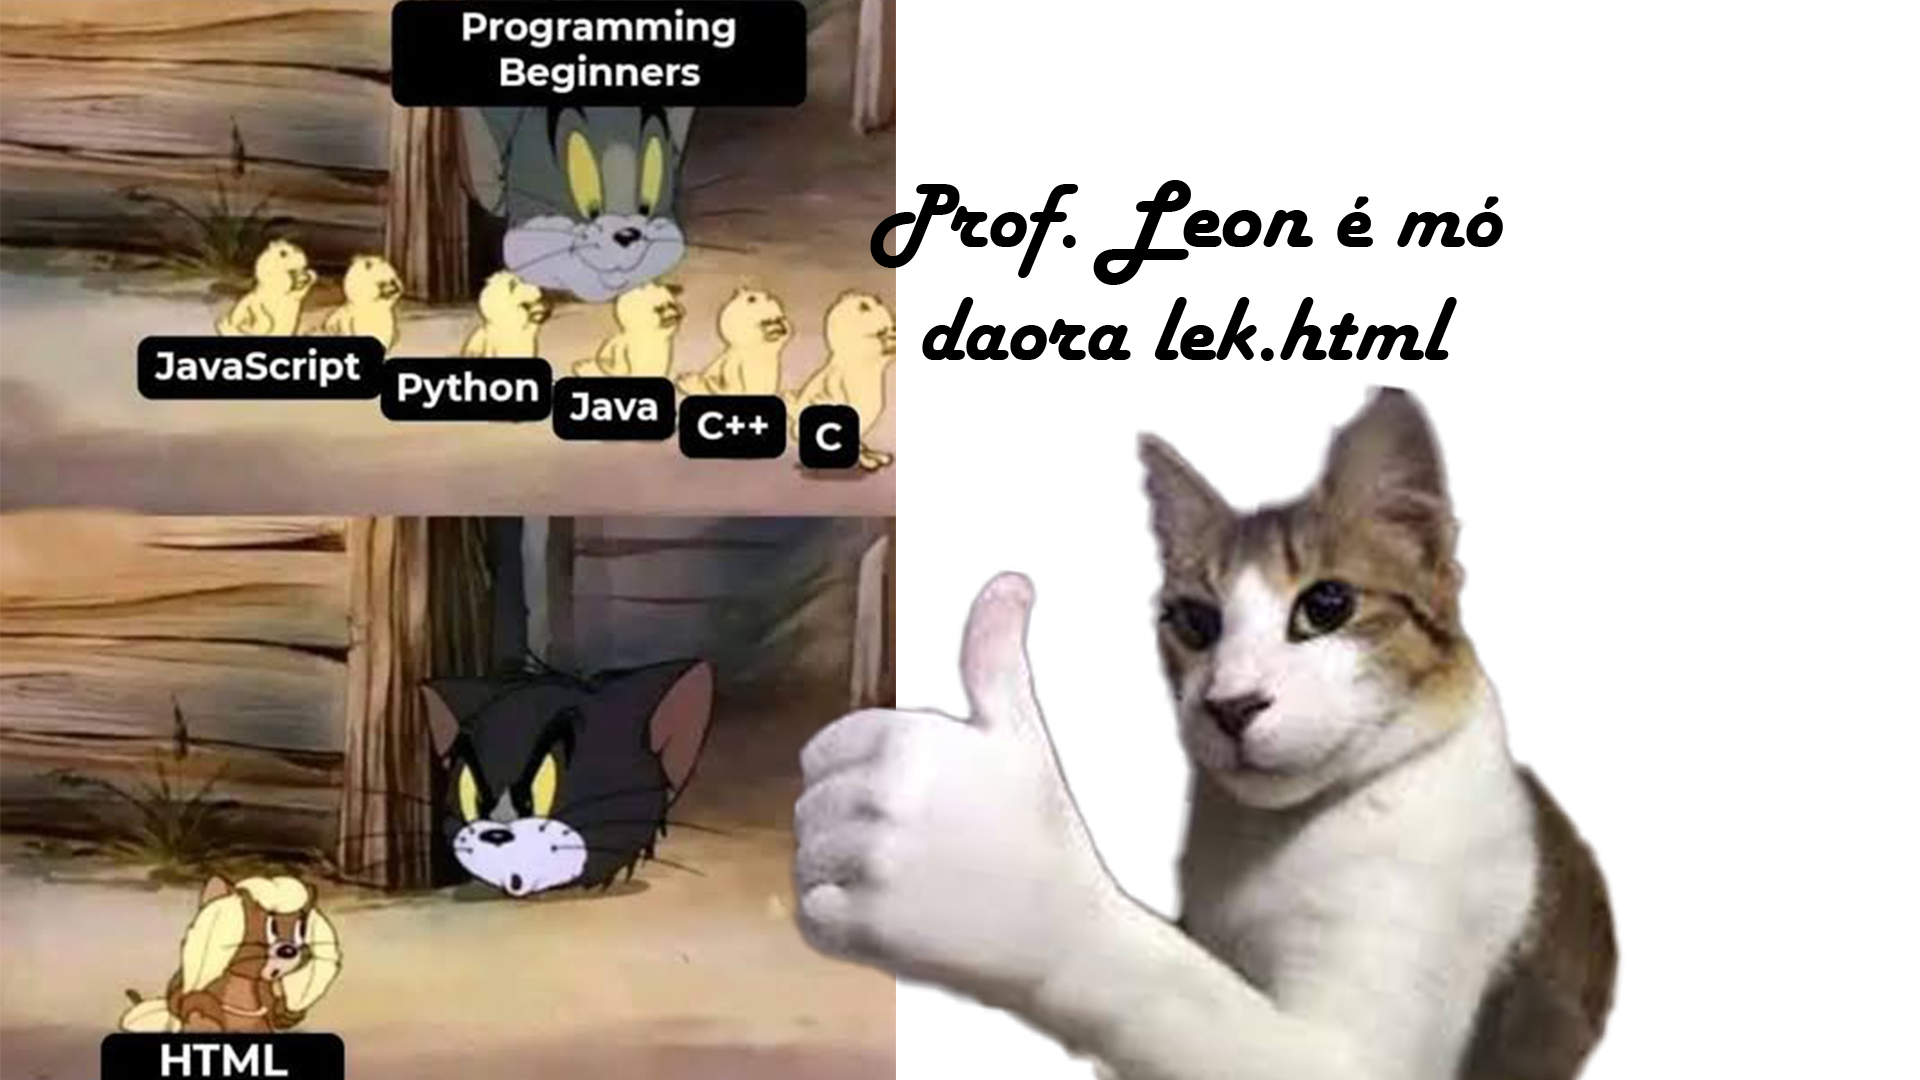 Programming
Beginners
JavaScript
Python
Java
C++
C
HTML
Prof. Leon é mó
daora lek.html